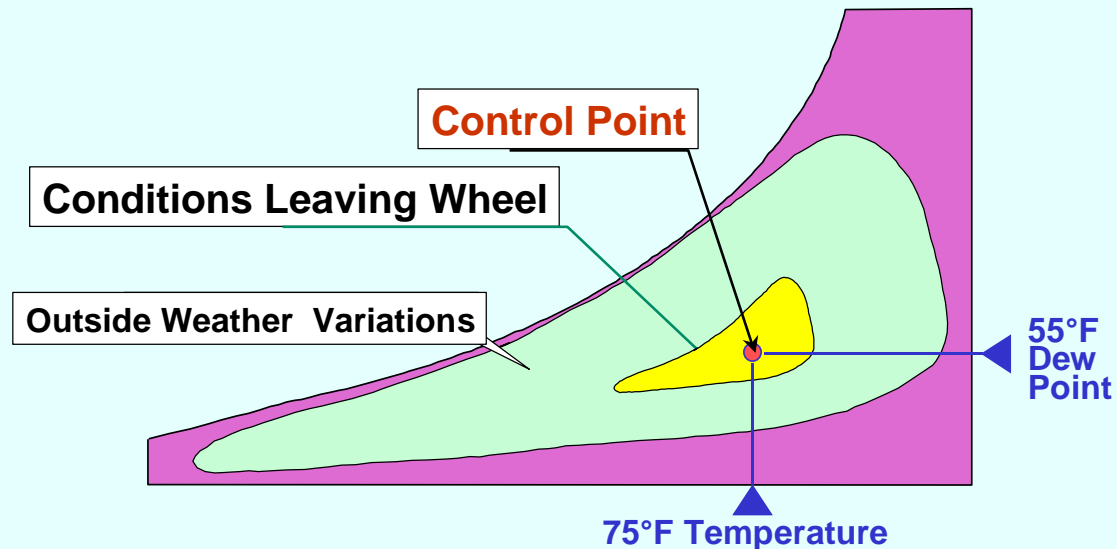 Control Point
Conditions Leaving Wheel
Outside Weather Variations
55°F
Dew
Point
75°F Temperature